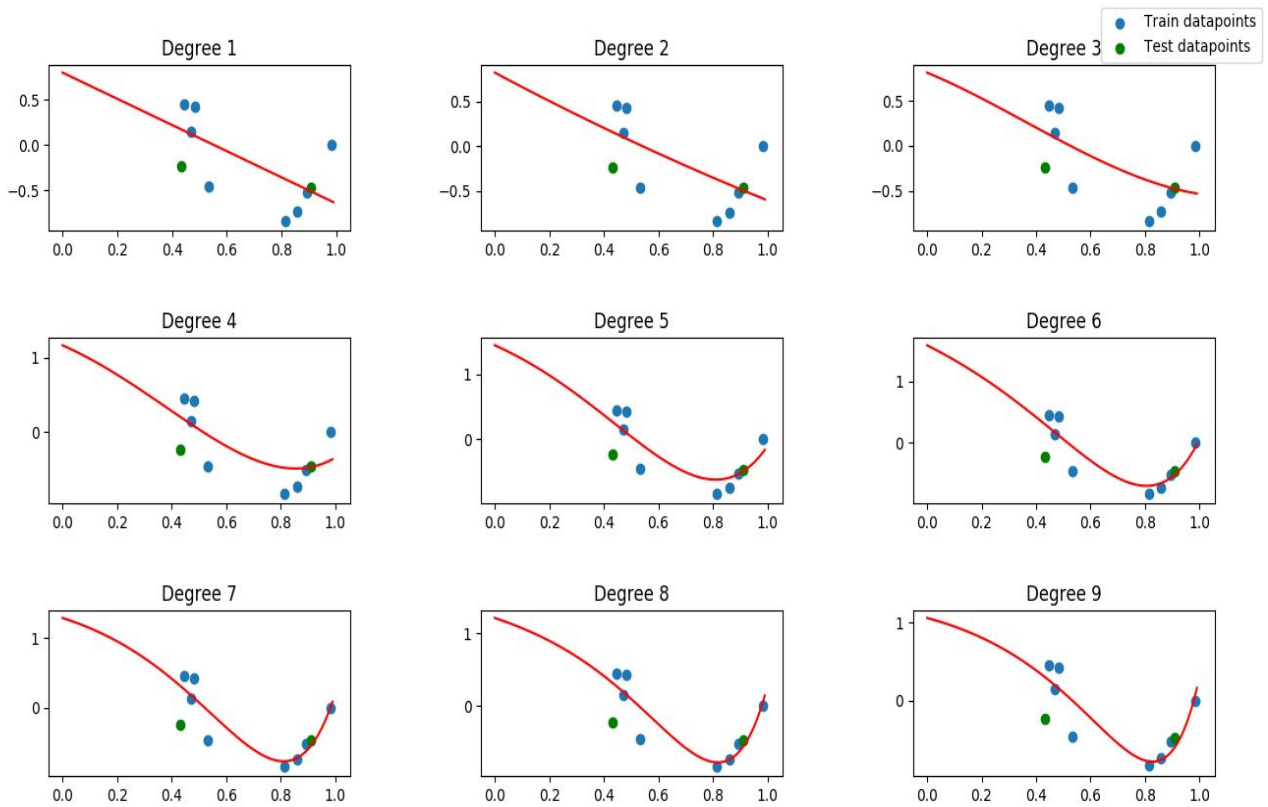 Train datapoints
Test datapoints
Degree 1
Degree 2
Degree 3
0.5
0.0
−0.5
0.0 0.2 0.4 0.6 0.8 1.0
0.5
0.0
−0.5
0.0 0.2 0.4 0.6 0.8 1.0
0.5
0.0
−0.5
0.0 0.2 0.4 0.6 0.8 1.0
Degree 4
Degree 5
Degree 6
1
0
0.0 0.2 0.4 0.6 0.8 1.0
1
0
0.0 0.2 0.4 0.6 0.8 1.0
1
0
0.0 0.2 0.4 0.6 0.8 1.0
Degree 7
Degree 8
Degree 9
1
0
0.0 0.2 0.4 0.6 0.8 1.0
1
0
0.0 0.2 0.4 0.6 0.8 1.0
1
0
0.0 0.2 0.4 0.6 0.8 1.0